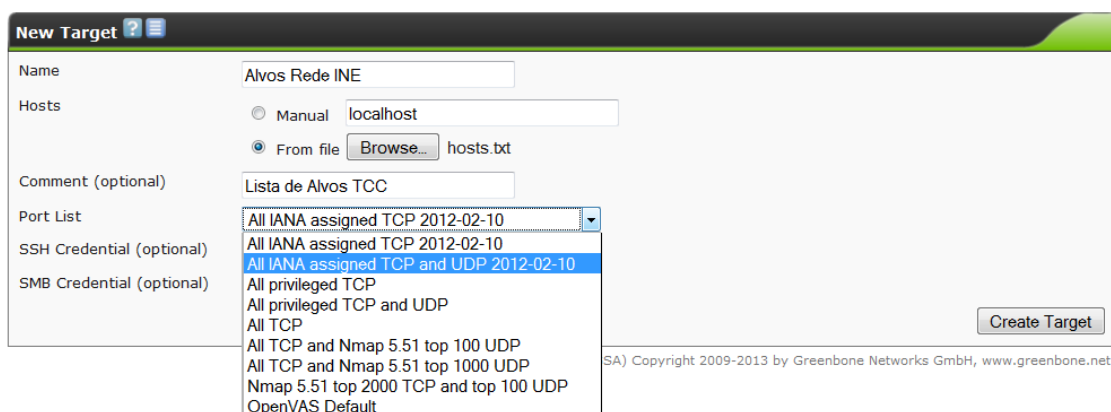 New Target ?
Name Alvos Rede INE
Hosts Manual localhost
From file Browse... hosts.txt
Comment (optional) Lista de Alvos TCC
Port List All IANA assigned TCP 2012-02-10
SSH Credential (optional) All IANA assigned TCP 2012-02-10
All IANA assigned TCP and UDP 2012-02-10
SMB Credential (optional) All privileged TCP
All privileged TCP and UDP
All TCP Create Target
All TCP and Nmap 5.51 top 100 UDP
All TCP and Nmap 5.51 top 1000 UDP SA) Copyright 2009-2013 by Greenbone Networks GmbH, www.greenbone.net
Nmap 5.51 top 2000 TCP and top 100 UDP
OpenVAS Default